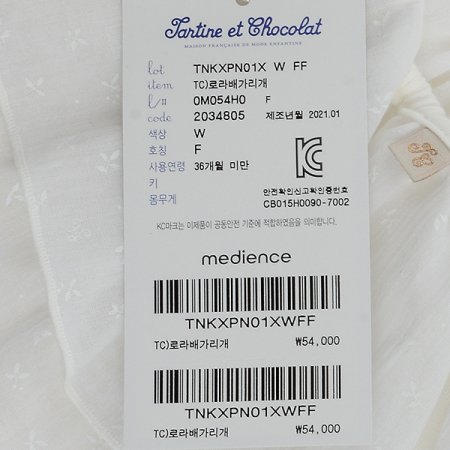 Tartine et Chocolat
MAISON FRANÇAISE DE MODE ENFANTINE
lot TNKXPN01X W FF
item TC)로라배가리개
l/# 0M054H0 F
code 2034805 제조년월 2021.01
색상 W
호칭 F
사용연령 36개월 미만
키
몸무게
안전확인신고확인증번호
CB015H0090-7002
KC마크는 이제품이 공동안전 기준에 적합하였음을 의미합니다.
medience
TNKXPN01XWFF
TC)로라배가리개 ₩54,000
TNKXPN01XWFF
TC)로라배가리개 ₩54,000